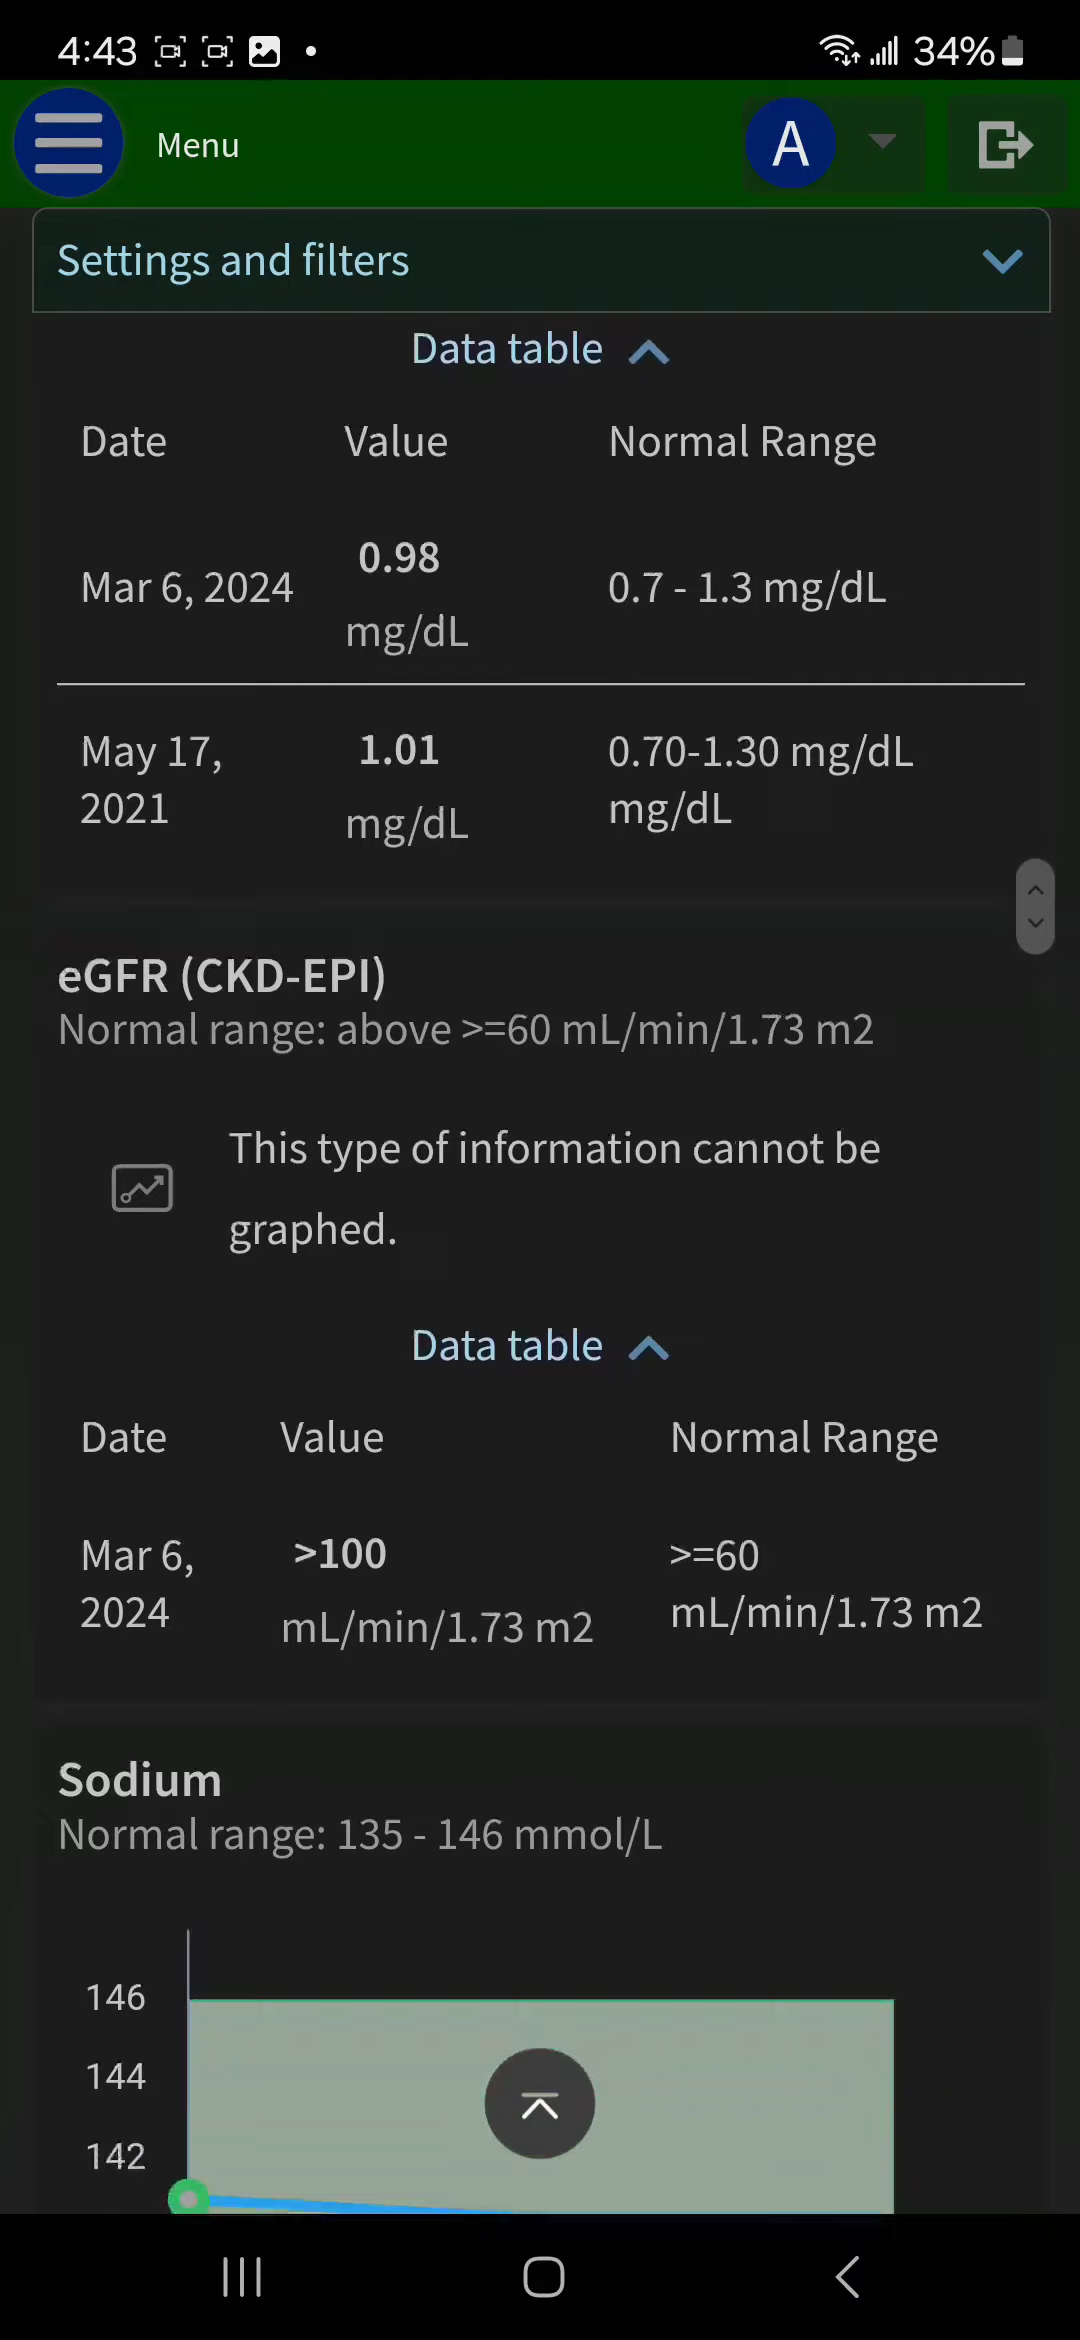 4:43 34%
Menu A
Settings and filters
Data table
Date Value Normal Range
Mar 6, 2024 0.98 mg/dL 0.7 - 1.3 mg/dL
May 17, 2021 1.01 mg/dL 0.70-1.30 mg/dL mg/dL
eGFR (CKD-EPI)
Normal range: above >=60 mL/min/1.73 m2
This type of information cannot be
graphed.
Data table
Date Value Normal Range
Mar 6, 2024 >100 mL/min/1.73 m2 >=60 mL/min/1.73 m2
Sodium
Normal range: 135 - 146 mmol/L
146
144
142